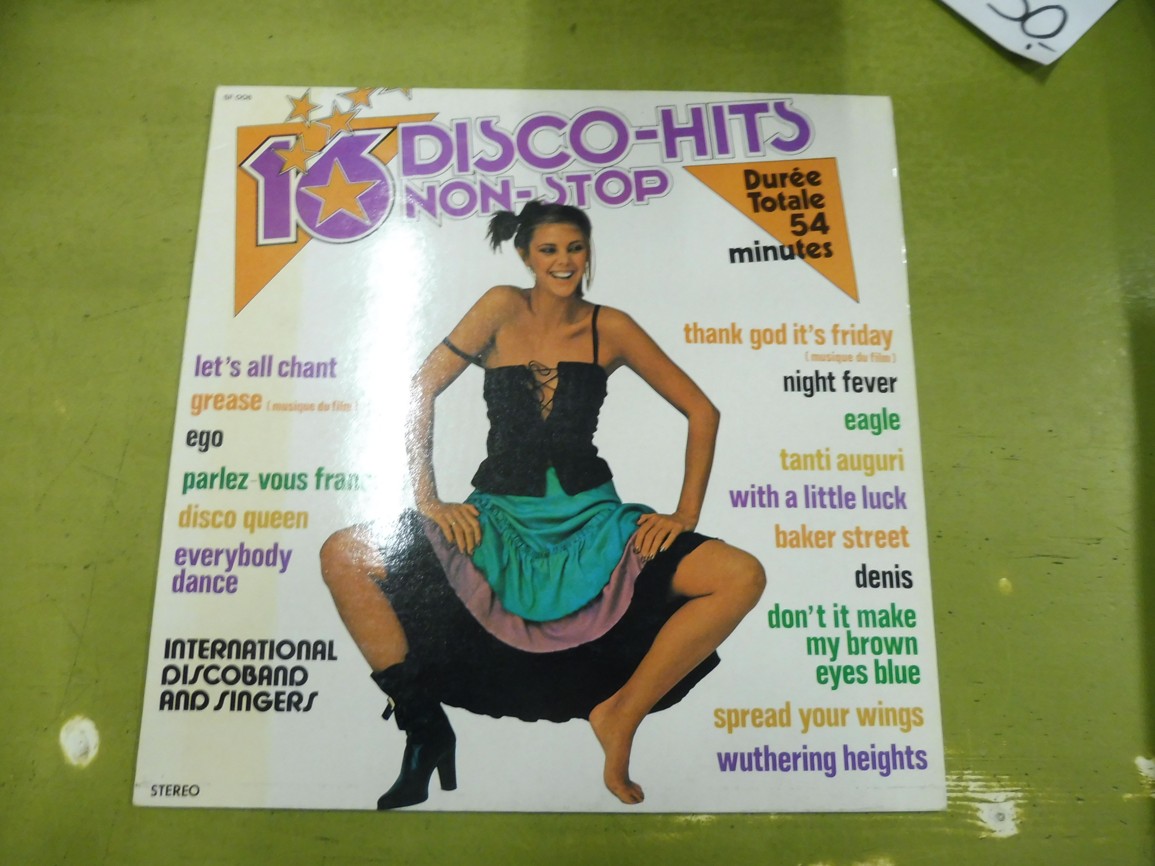 16 DISCO-HITS
NON-STOP
Durée
Totale
54
minutes
let's all chant
grease (musique du film)
ego
parlez-vous
disco queen
everybody
dance
INTERNATIONAL
DISCOBAND
AND SINGERS
STEREO
thank god it's friday
(musique du film)
night fever
eagle
tanti auguri
with a little luck
baker street
denis
don't it make
my brown
eyes blue
spread your wings
wuthering heights